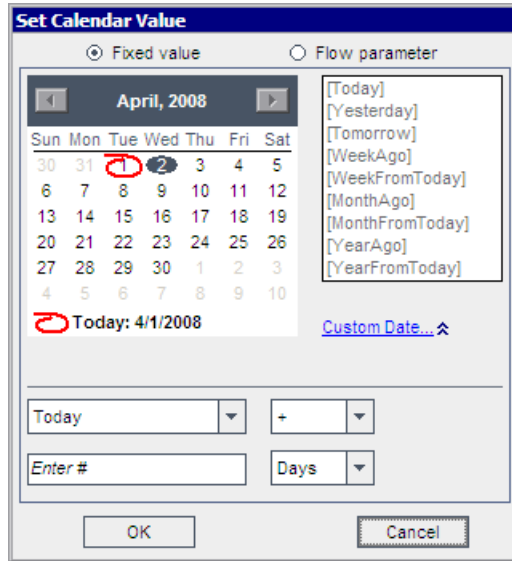 Set Calendar Value
Fixed value Flow parameter
April, 2008
Sun Mon Tue Wed Thu Fri Sat
30 31 1 2 3 4 5
6 7 8 9 10 11 12
13 14 15 16 17 18 19
20 21 22 23 24 25 26
27 28 29 30 1 2 3
4 5 6 7 8 9 10
Today: 4/1/2008
[Today]
[Yesterday]
[Tomorrow]
[WeekAgo]
[WeekFromToday]
[MonthAgo]
[MonthFromToday]
[YearAgo]
[YearFromToday]
Custom Date...
Today +
Enter # Days
OK Cancel